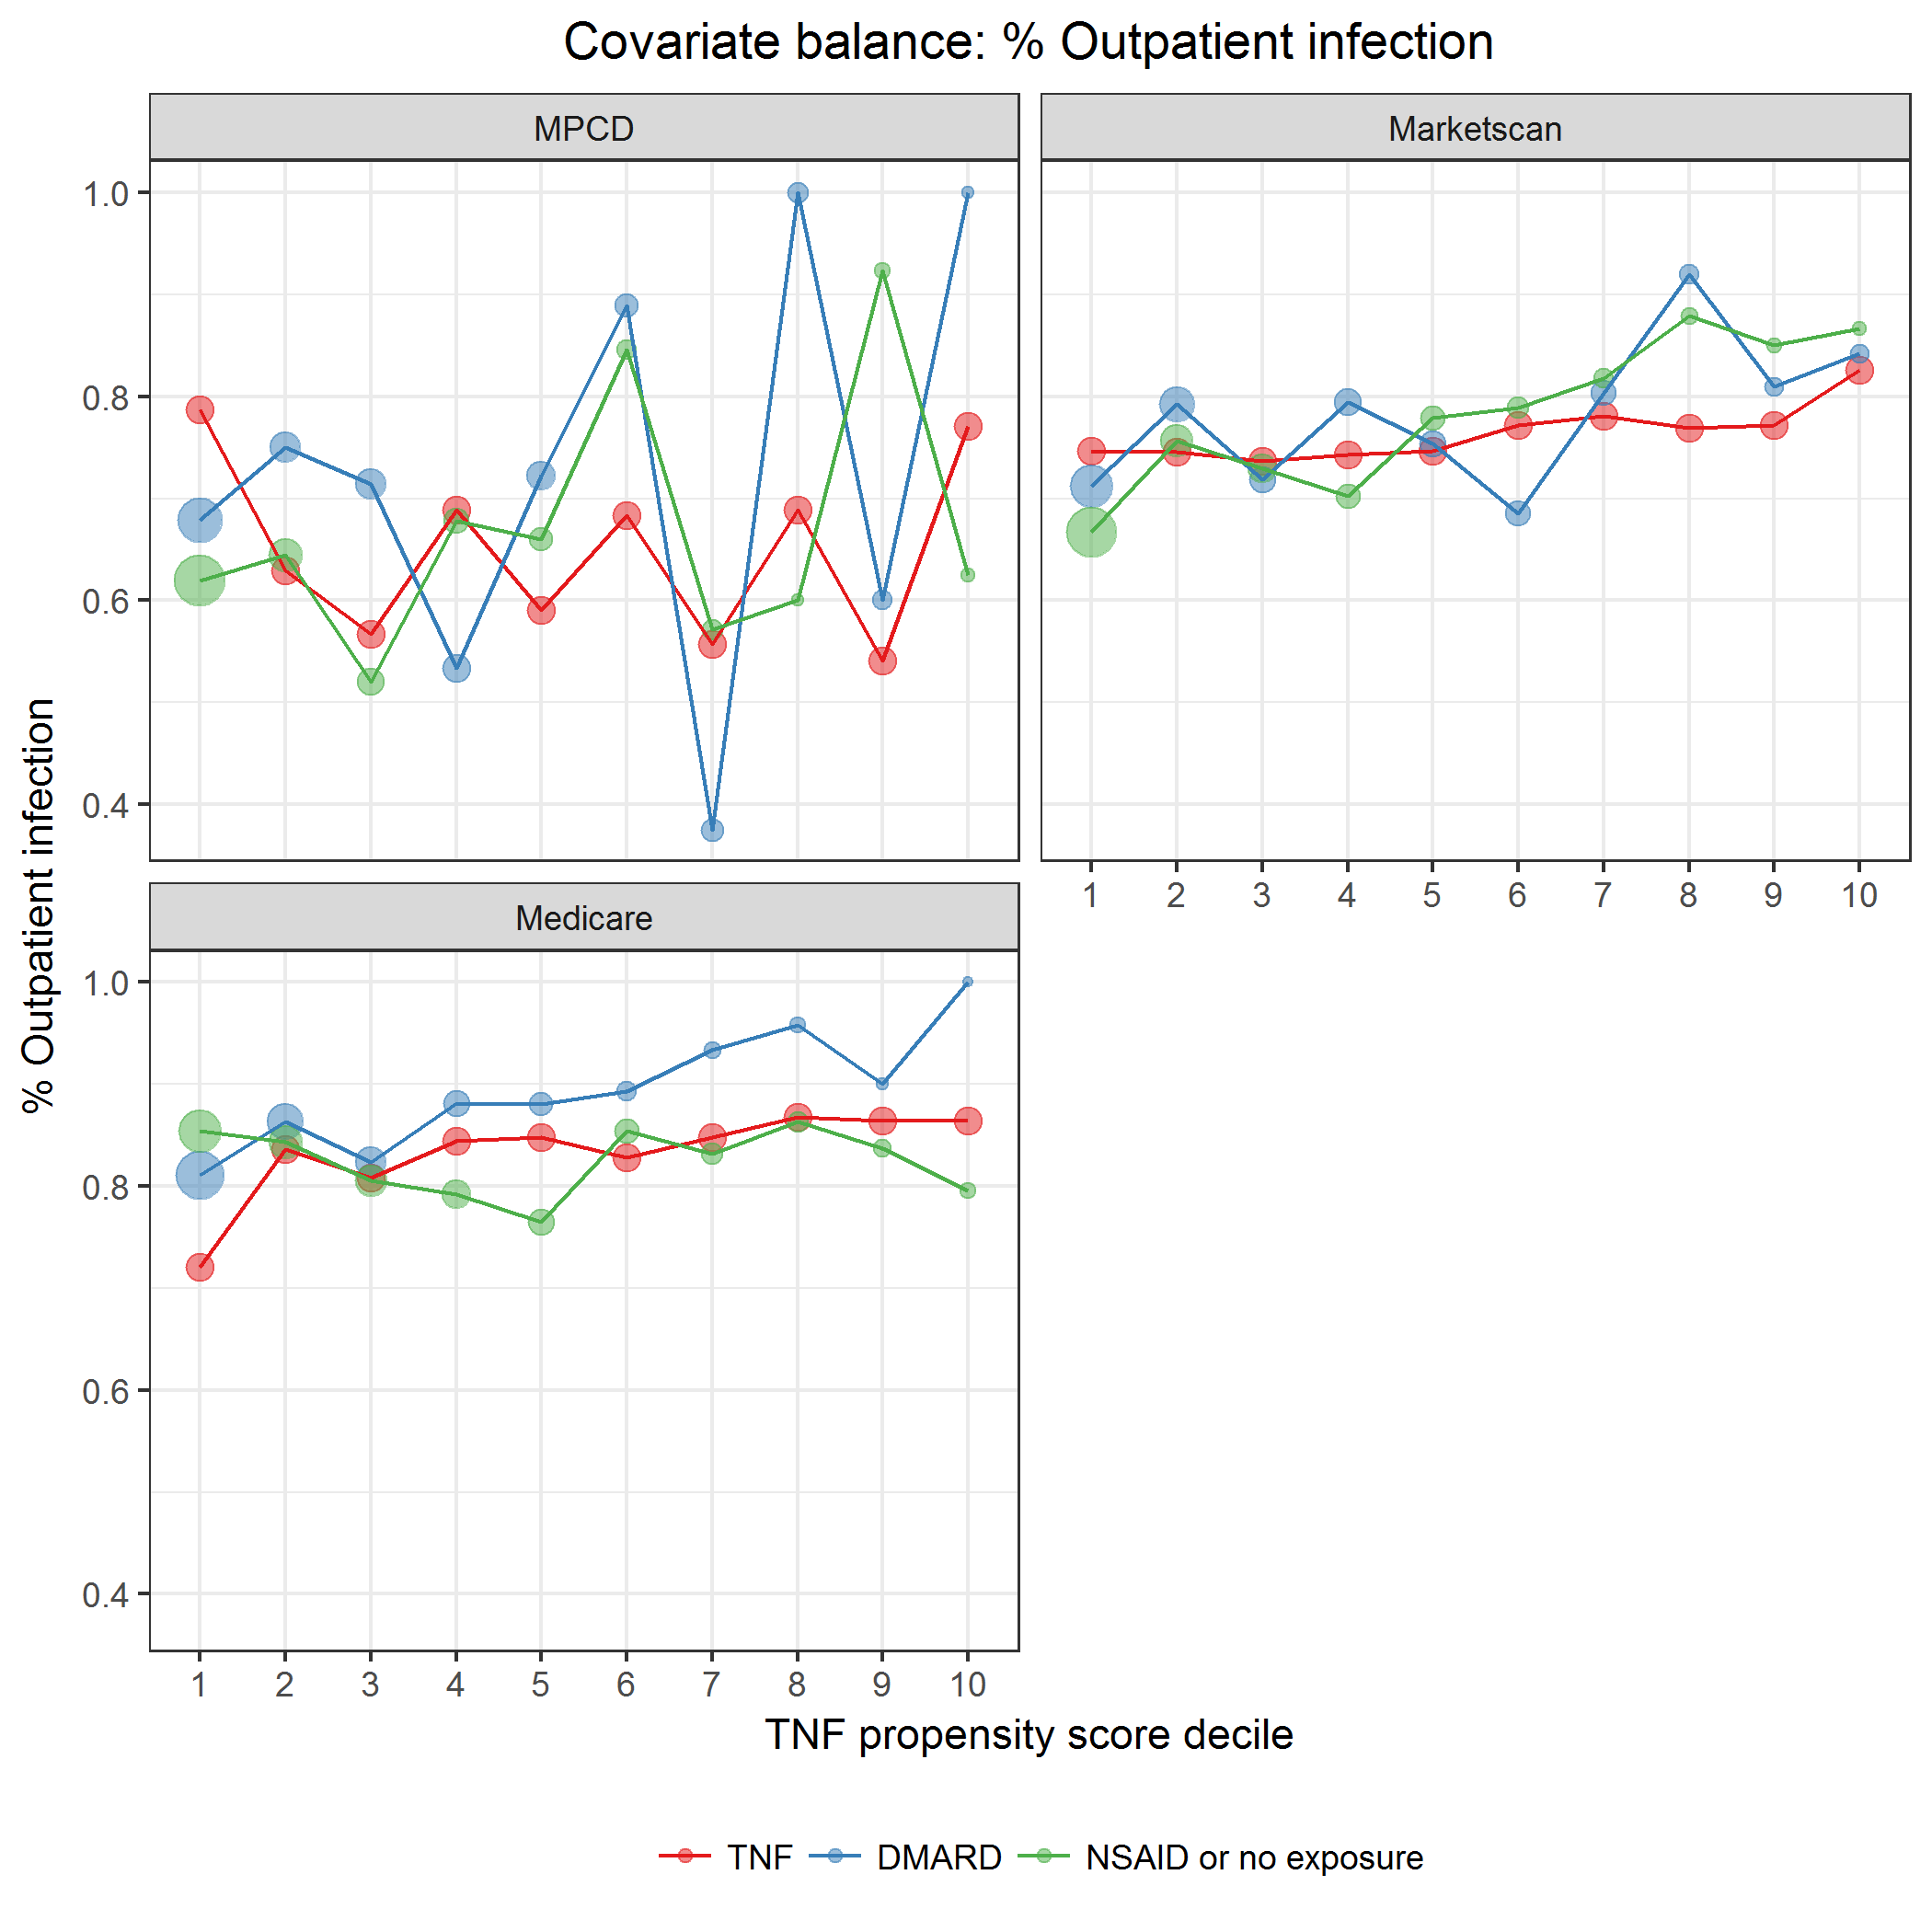 Covariate balance: % Outpatient infection
MPCD
Marketscan
1.0
0.8
0.6
0.4
1 2 3 4 5 6 7 8 9 10
Medicare
1.0
0.8
0.6
0.4
1 2 3 4 5 6 7 8 9 10
% Outpatient infection
TNF propensity score decile
TNF DMARD NSAID or no exposure